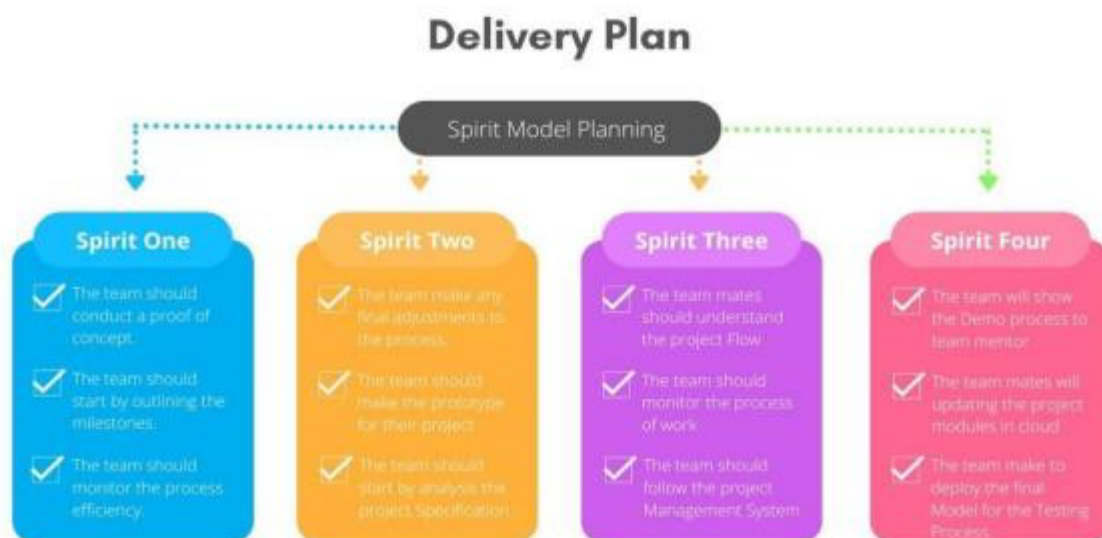 Delivery Plan
Spirit Model Planning
Spirit One
The team should
conduct a proof of
concept.
The team should
start by outlining the
milestones.
The team should
monitor the process
efficiency.
Spirit Two
The team make any
final adjustments to
the process.
The team should
make the prototype
for their project
The team should
start by analysis the
project Specification
Spirit Three
The team mates
should understand
the project Flow
The team should
monitor the process
of work
The team should
follow the project
Management System
Spirit Four
The team will show
the Demo process to
team mentor
The team mates will
updating the project
modules in cloud
The team make to
deploy the final
Model for the Testing
Process